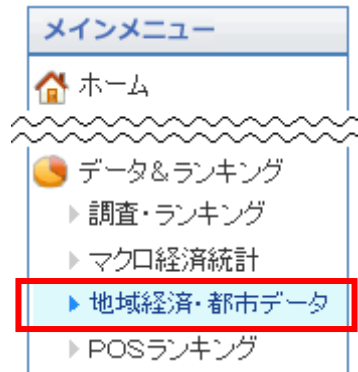 メインメニュー
ホーム
データ&ランキング
調査・ランキング
マクロ経済統計
地域経済・都市データ
POSランキング